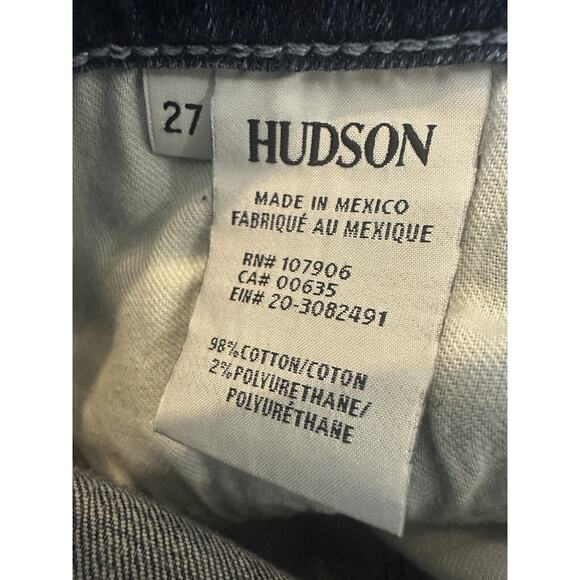 27
HUDSON
MADE IN MEXICO
FABRIQUÉ AU MEXIQUE
RN# 107906
CA# 00635
EIN# 20-3082491
98% COTTON/COTON
2% POLYURETHANE/
POLYURÉTHANE